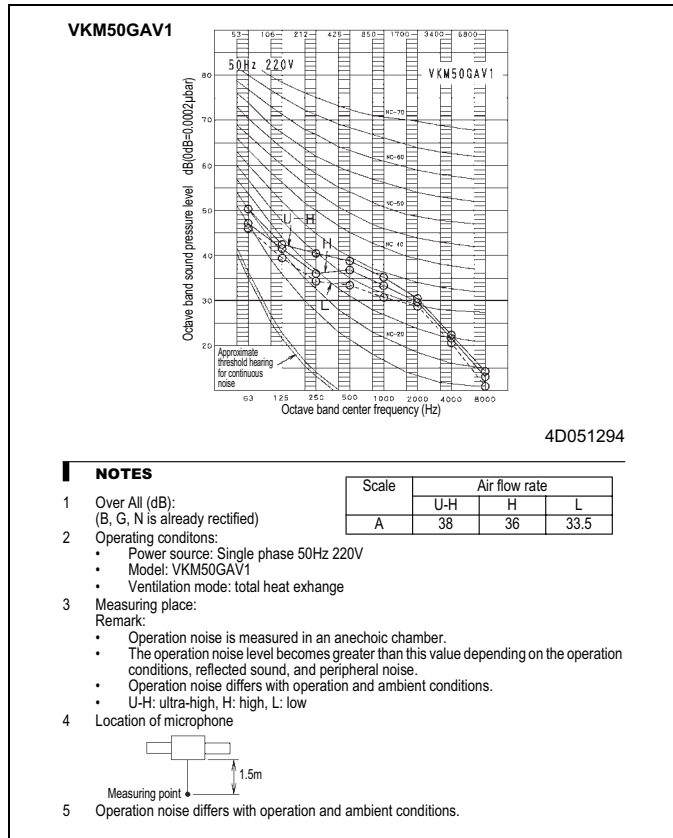 VKM50GAV1
53 106 212 425 850 1700 3400 6800
50Hz 220V
VKM50GAV1
80
70
60
50
40
30
20
Octave band sound pressure level dB(0dB=0.0002μbar)
NC-70
NC-60
NC-50
NC-40
NC-20
U-H
H
L
Approximate
threshold hearing
for continuous
noise
63 125 250 500 1000 2000 4000 8000
Octave band center frequency (Hz)
4D051294
NOTES
1 Over All (dB):
(B, G, N is already rectified)
Scale Air flow rate
U-H H L
A 38 36 33.5
2 Operating conditons:
• Power source: Single phase 50Hz 220V
• Model: VKM50GAV1
• Ventilation mode: total heat exhange
3 Measuring place:
Remark:
• Operation noise is measured in an anechoic chamber.
• The operation noise level becomes greater than this value depending on the operation
conditions, reflected sound, and peripheral noise.
• Operation noise differs with operation and ambient conditions.
• U-H: ultra-high, H: high, L: low
4 Location of microphone
1.5m
Measuring point
5 Operation noise differs with operation and ambient conditions.